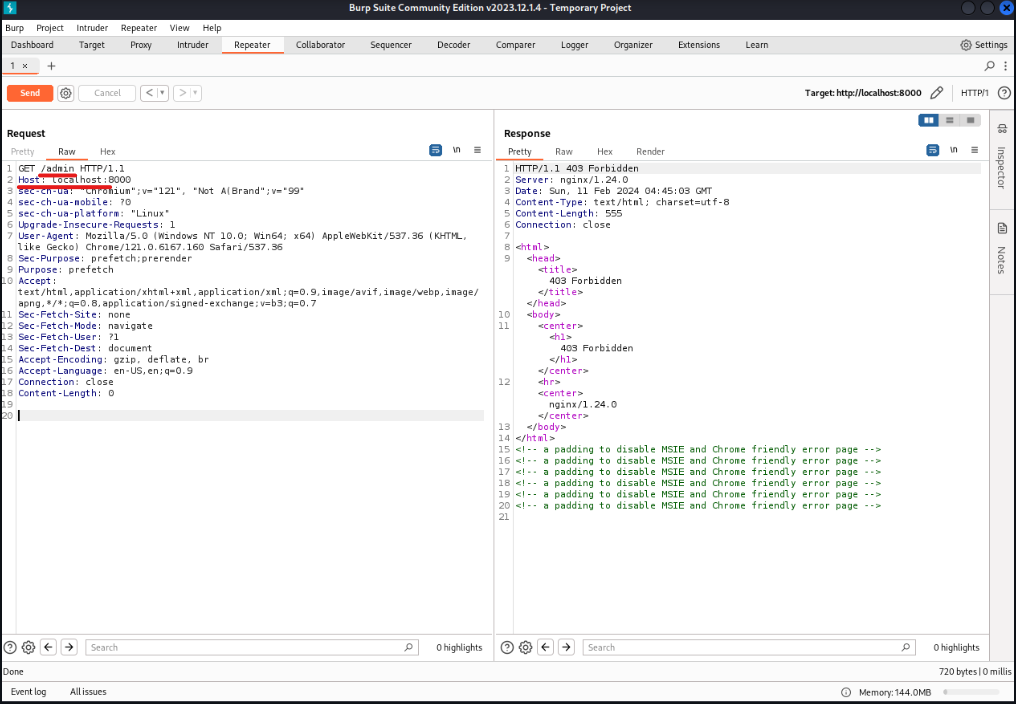 Burp Suite Community Edition v2023.12.1.4 - Temporary Project
Burp Project Intruder Repeater View Help
Dashboard Target Proxy Intruder Repeater Collaborator Sequencer Decoder Comparer Logger Organizer Extensions Learn Settings
1 × +
Send Cancel < > Target: http://localhost:8000 HTTP/1 ?
Request
Pretty Raw Hex \n
1 GET /admin HTTP/1.1
2 Host: localhost:8000
3 sec-ch-ua: "Chromium";v="121", "Not A(Brand";v="99"
4 sec-ch-ua-mobile: ?0
5 sec-ch-ua-platform: "Linux"
6 Upgrade-Insecure-Requests: 1
7 User-Agent: Mozilla/5.0 (Windows NT 10.0; Win64; x64) AppleWebKit/537.36 (KHTML,
like Gecko) Chrome/121.0.6167.160 Safari/537.36
8 Sec-Purpose: prefetch;prerender
9 Purpose: prefetch
10 Accept:
text/html,application/xhtml+xml,application/xml;q=0.9,image/avif,image/webp,image/
apng,*/*;q=0.8,application/signed-exchange;v=b3;q=0.7
11 Sec-Fetch-Site: none
12 Sec-Fetch-Mode: navigate
13 Sec-Fetch-User: ?1
14 Sec-Fetch-Dest: document
15 Accept-Encoding: gzip, deflate, br
16 Accept-Language: en-US,en;q=0.9
17 Connection: close
18 Content-Length: 0
19
20
? Search 0 highlights
Response
Pretty Raw Hex Render \n
1 HTTP/1.1 403 Forbidden
2 Server: nginx/1.24.0
3 Date: Sun, 11 Feb 2024 04:45:03 GMT
4 Content-Type: text/html; charset=utf-8
5 Content-Length: 555
6 Connection: close
7
8 <html>
9 <head>
<title>
403 Forbidden
</title>
</head>
10 <body>
11 <center>
<h1>
403 Forbidden
</h1>
</center>
12 <hr>
<center>
nginx/1.24.0
</center>
13 </body>
14 </html>
15 <!-- a padding to disable MSIE and Chrome friendly error page -->
16 <!-- a padding to disable MSIE and Chrome friendly error page -->
17 <!-- a padding to disable MSIE and Chrome friendly error page -->
18 <!-- a padding to disable MSIE and Chrome friendly error page -->
19 <!-- a padding to disable MSIE and Chrome friendly error page -->
20 <!-- a padding to disable MSIE and Chrome friendly error page -->
21
? Search 0 highlights
Inspector
Notes
Done 720 bytes | 0 millis
Event log All issues Memory: 144.0MB